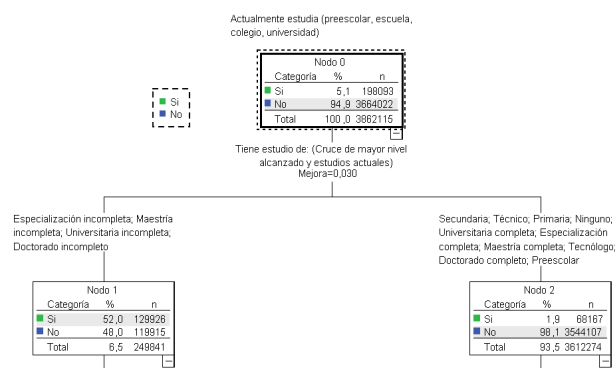 Actualmente estudia (preescolar, escuela,
colegio, universidad)
Nodo 0
Categoría % n
Si 5,1 198093
No 94,9 3664022
Total 100,0 3862115
Si
No
Tiene estudio de: (Cruce de mayor nivel
alcanzado y estudios actuales)
Mejora=0,030
Especialización incompleta; Maestría
incompleta; Universitaria incompleta;
Doctorado incompleto
Nodo 1
Categoría % n
Si 52,0 129926
No 48,0 119915
Total 6,5 249841
Secundaria; Técnico; Primaria; Ninguno;
Universitaria completa; Especialización
completa; Maestría completa; Tecnólogo;
Doctorado completo; Preescolar
Nodo 2
Categoría % n
Si 1,9 68167
No 98,1 3544107
Total 93,5 3612274